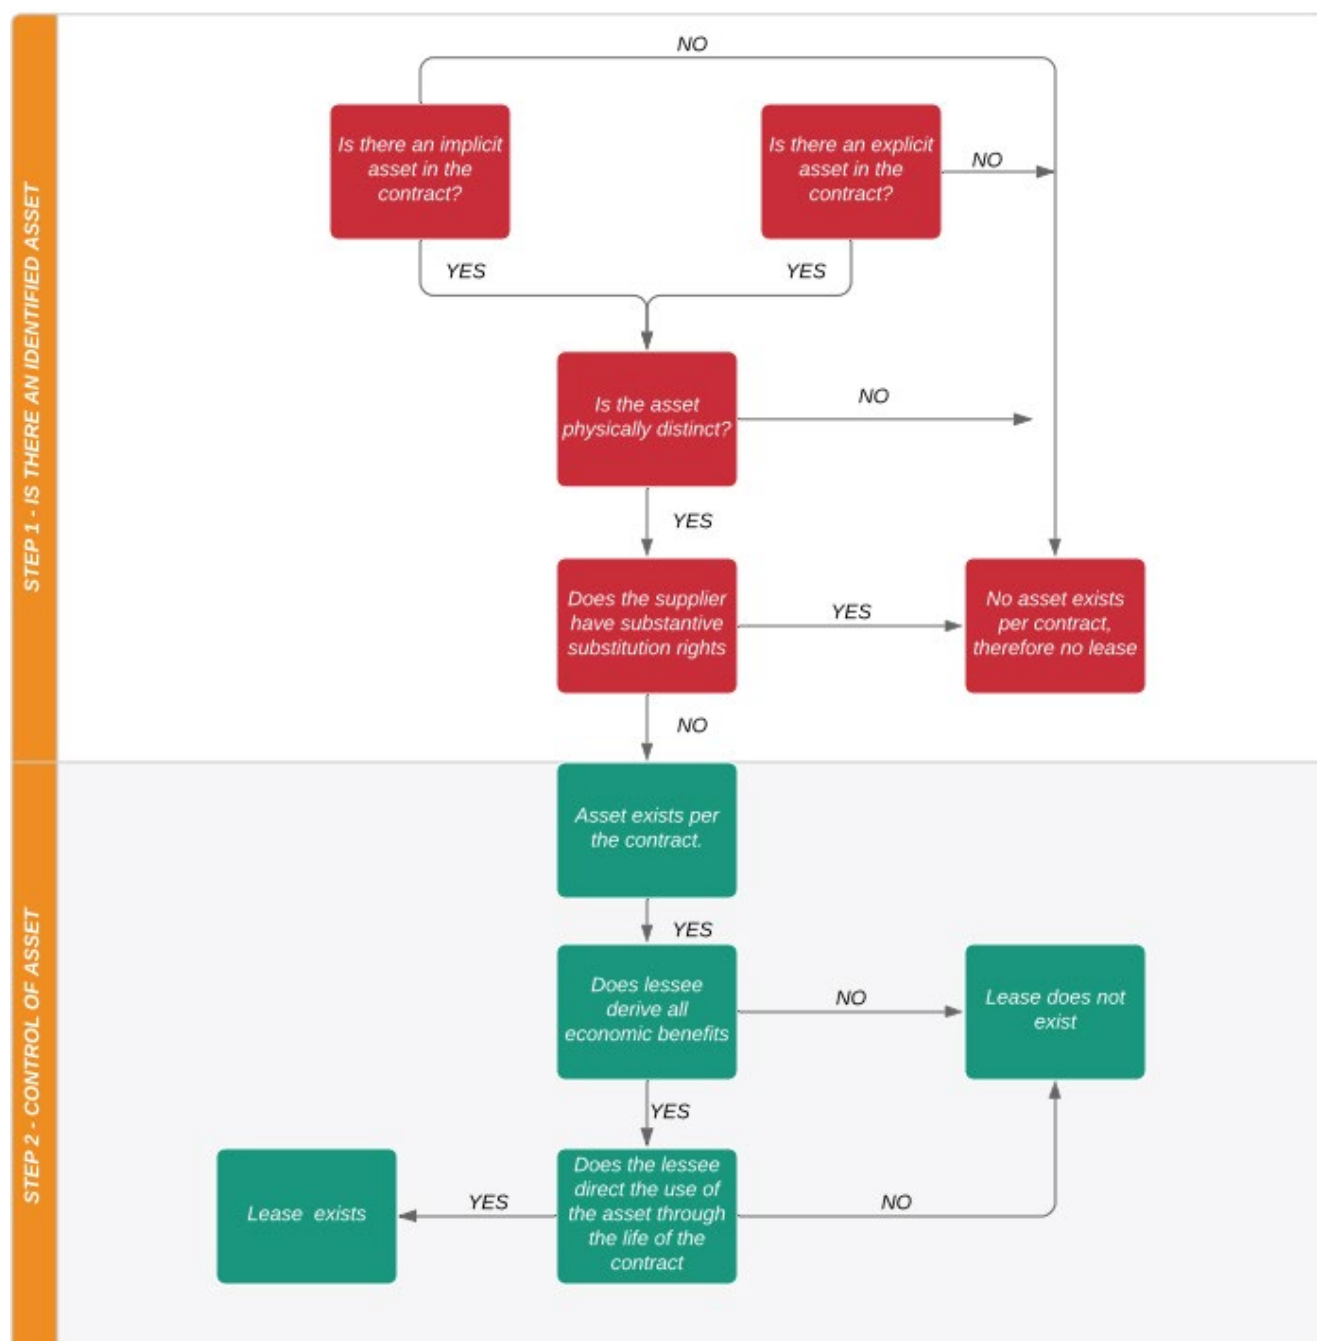 STEP 1 - IS THERE AN IDENTIFIED ASSET
NO
Is there an implicit
asset in the
contract?
Is there an explicit
asset in the
contract?
NO
YES
YES
Is the asset
physically distinct?
NO
YES
Does the supplier
have substantive
substitution rights
YES
No asset exists
per contract,
therefore no lease
NO
STEP 2 - CONTROL OF ASSET
Asset exists per
the contract.
YES
Does lessee
derive all
economic benefits
NO
Lease does not
exist
YES
Lease exists
YES
Does the lessee
direct the use of
the asset through
the life of the
contract
NO